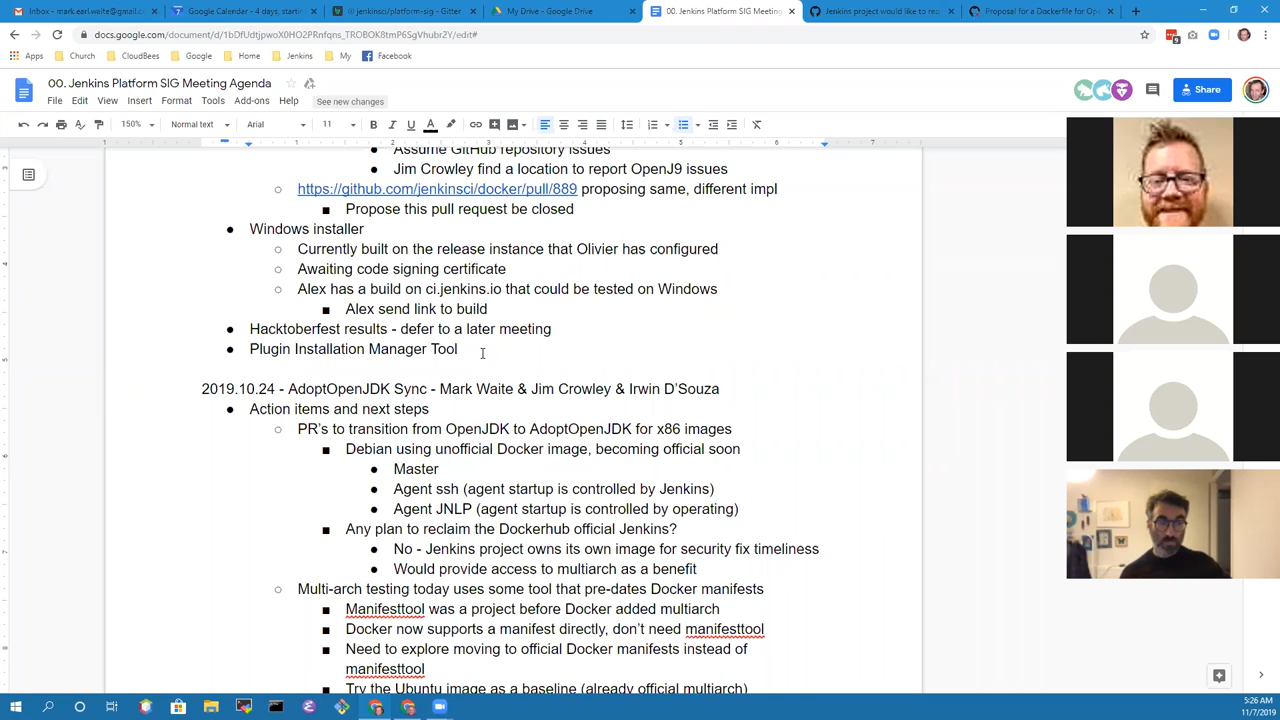 Inbox - mark.earl.waite@gmail.c
Google Calendar - 4 days, startin
jenkinsci/platform-sig - Gitter
My Drive - Google Drive
00. Jenkins Platform SIG Meeting
Jenkins project would like to rea
Proposal for a Dockerfile for Op
docs.google.com/document/d/1bDfUdtjpwoX0HO2PRnfqns_TROBOK8tmP6SgVhubr2Y/edit#
Apps Church CloudBees Google Home Jenkins My Facebook
00. Jenkins Platform SIG Meeting Agenda
File Edit View Insert Format Tools Add-ons Help See new changes
Share
150% Normal text Arial 11 B I U A
1 1 2 3 4 5 6 7
Assume GitHub repository issues
Jim Crowley find a location to report OpenJ9 issues
https://github.com/jenkinsci/docker/pull/889 proposing same, different impl
Propose this pull request be closed
Windows installer
Currently built on the release instance that Olivier has configured
Awaiting code signing certificate
Alex has a build on ci.jenkins.io that could be tested on Windows
Alex send link to build
Hacktoberfest results - defer to a later meeting
Plugin Installation Manager Tool
2019.10.24 - AdoptOpenJDK Sync - Mark Waite & Jim Crowley & Irwin D'Souza
Action items and next steps
PR's to transition from OpenJDK to AdoptOpenJDK for x86 images
Debian using unofficial Docker image, becoming official soon
Master
Agent ssh (agent startup is controlled by Jenkins)
Agent JNLP (agent startup is controlled by operating)
Any plan to reclaim the Dockerhub official Jenkins?
No - Jenkins project owns its own image for security fix timeliness
Would provide access to multiarch as a benefit
Multi-arch testing today uses some tool that pre-dates Docker manifests
Manifesttool was a project before Docker added multiarch
Docker now supports a manifest directly, don't need manifesttool
Need to explore moving to official Docker manifests instead of
manifesttool
Try the Ubuntu image as a baseline (already official multiarch)
5:26 AM
11/7/2019